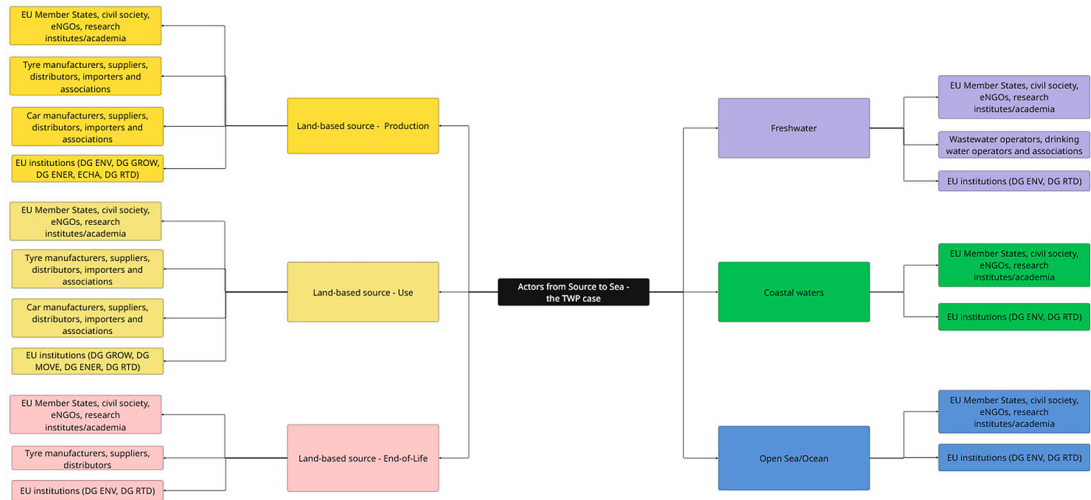 EU Member States, civil society,
eNGOs, research
institutes/academia
Tyre manufacturers, suppliers,
distributors, importers and
associations
Car manufacturers, suppliers,
distributors, importers and
associations
EU institutions (DG ENV, DG GROW,
DG ENER, ECHA, DG RTD)
Land-based source -  Production
EU Member States, civil society,
eNGOs, research
institutes/academia
Tyre manufacturers, suppliers,
distributors, importers and
associations
Car manufacturers, suppliers,
distributors, importers and
associations
EU institutions (DG GROW, DG
MOVE, DG ENER, DG RTD)
Land-based source - Use
EU Member States, civil society,
eNGOs, research
institutes/academia
Tyre manufacturers, suppliers,
distributors
EU institutions (DG ENV, DG RTD)
Land-based source - End-of-Life
Actors from Source to Sea -
the TWP case
Freshwater
EU Member States, civil society,
eNGOs, research
institutes/academia
Wastewater operators, drinking
water operators and associations
EU institutions (DG ENV, DG RTD)
Coastal waters
EU Member States, civil society,
eNGOs, research
institutes/academia
EU institutions (DG ENV, DG RTD)
Open Sea/Ocean
EU Member States, civil society,
eNGOs, research
institutes/academia
EU institutions (DG ENV, DG RTD)